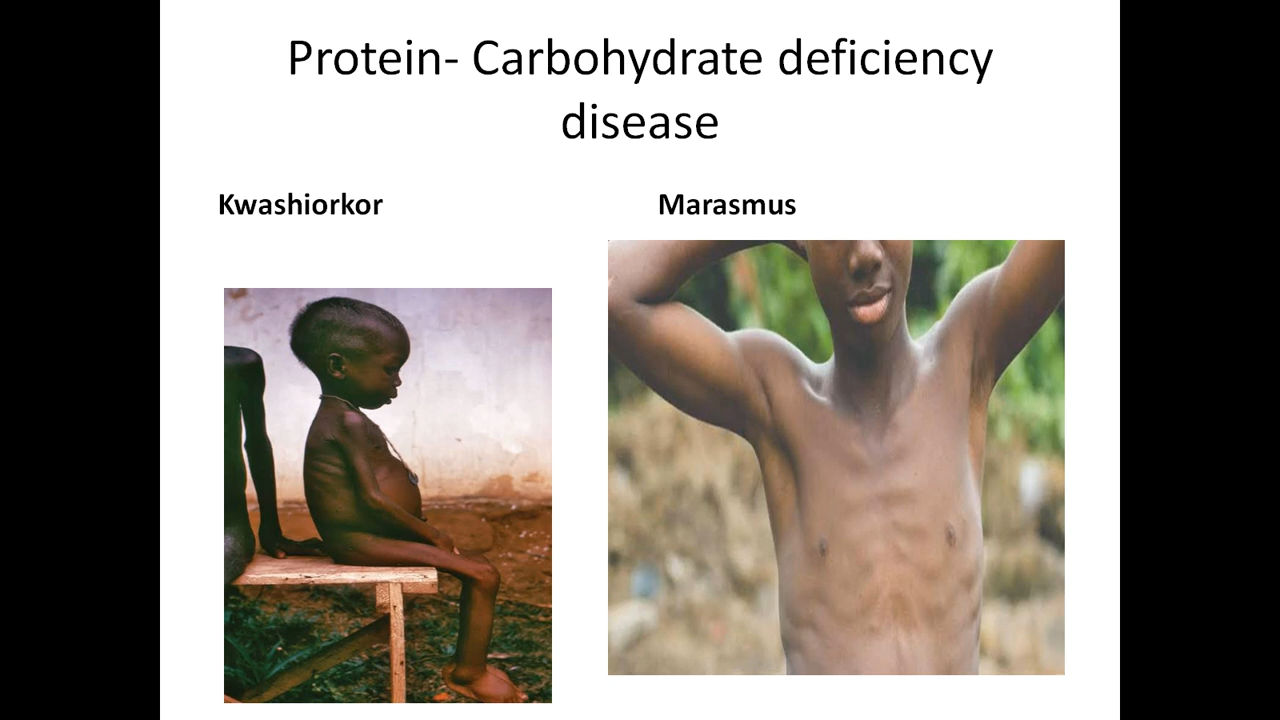 Protein- Carbohydrate deficiency
disease
Kwashiorkor
Marasmus